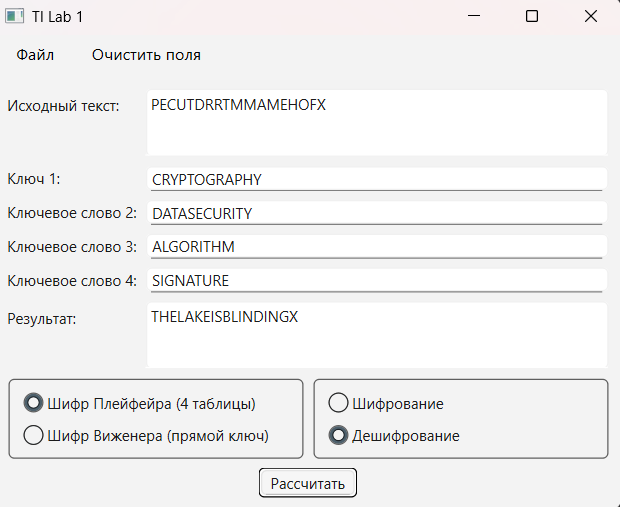 TI Lab 1
Файл Очистить поля
Исходный текст: PECUTDRRTMMAMEHOFX
Ключ 1: CRYPTOGRAPHY
Ключевое слово 2: DATASECURITY
Ключевое слово 3: ALGORITHM
Ключевое слово 4: SIGNATURE
Результат: THELAKEISBLINDINGX
Шифр Плейфейра (4 таблицы) Шифрование
Шифр Виженера (прямой ключ) Дешифрование
Рассчитать